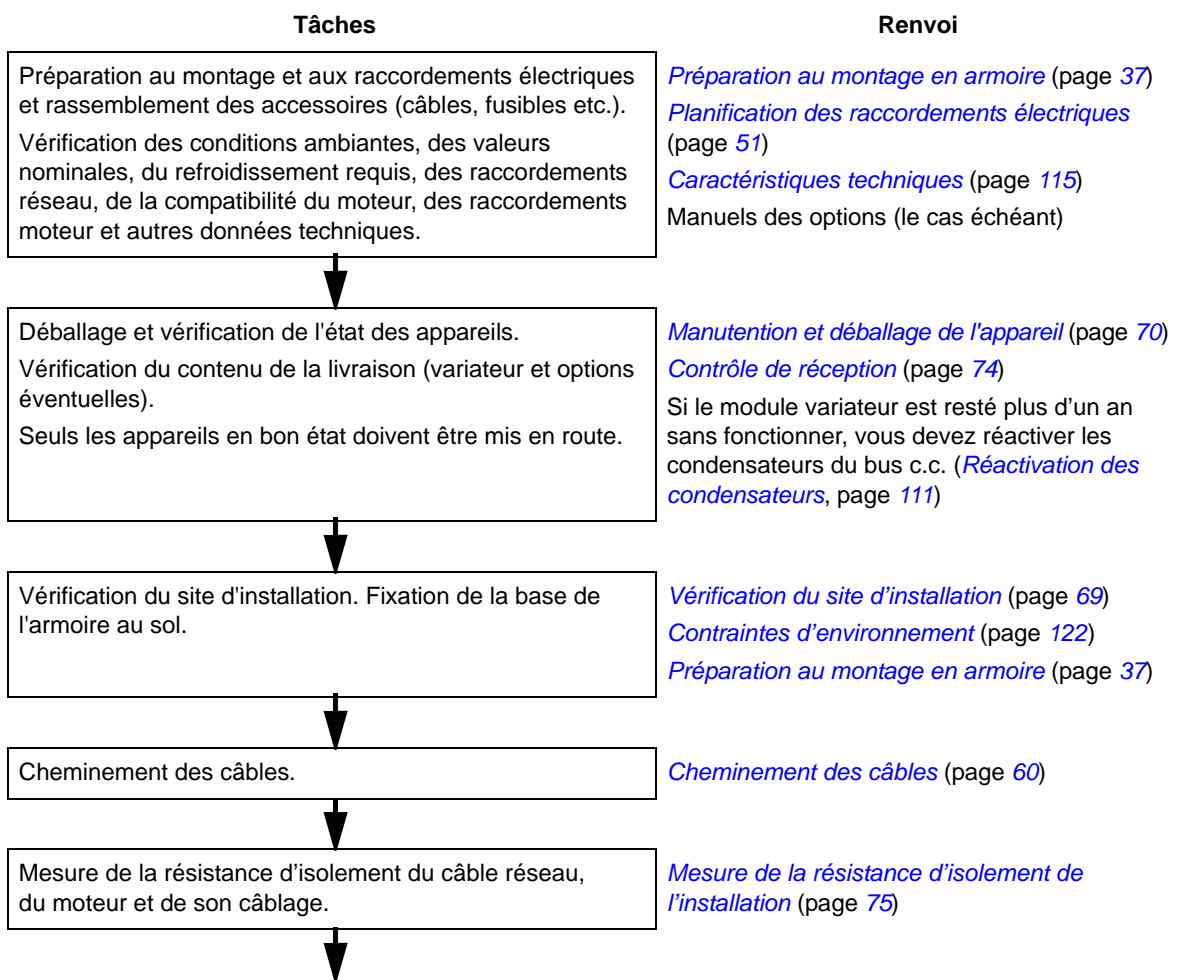 Tâches
Renvoi
Préparation au montage et aux raccordements électriques
et rassemblement des accessoires (câbles, fusibles etc.).
Vérification des conditions ambiantes, des valeurs
nominales, du refroidissement requis, des raccordements
réseau, de la compatibilité du moteur, des raccordements
moteur et autres données techniques.
Préparation au montage en armoire (page 37)
Planification des raccordements électriques
(page 51)
Caractéristiques techniques (page 115)
Manuels des options (le cas échéant)
Déballage et vérification de l'état des appareils.
Vérification du contenu de la livraison (variateur et options
éventuelles).
Seuls les appareils en bon état doivent être mis en route.
Manutention et déballage de l'appareil (page 70)
Contrôle de réception (page 74)
Si le module variateur est resté plus d’un an
sans fonctionner, vous devez réactiver les
condensateurs du bus c.c. (Réactivation des
condensateurs, page 111)
Vérification du site d'installation. Fixation de la base de
l'armoire au sol.
Vérification du site d’installation (page 69)
Contraintes d’environnement (page 122)
Préparation au montage en armoire (page 37)
Cheminement des câbles.
Cheminement des câbles (page 60)
Mesure de la résistance d’isolement du câble réseau,
du moteur et de son câblage.
Mesure de la résistance d’isolement de
l’installation (page 75)